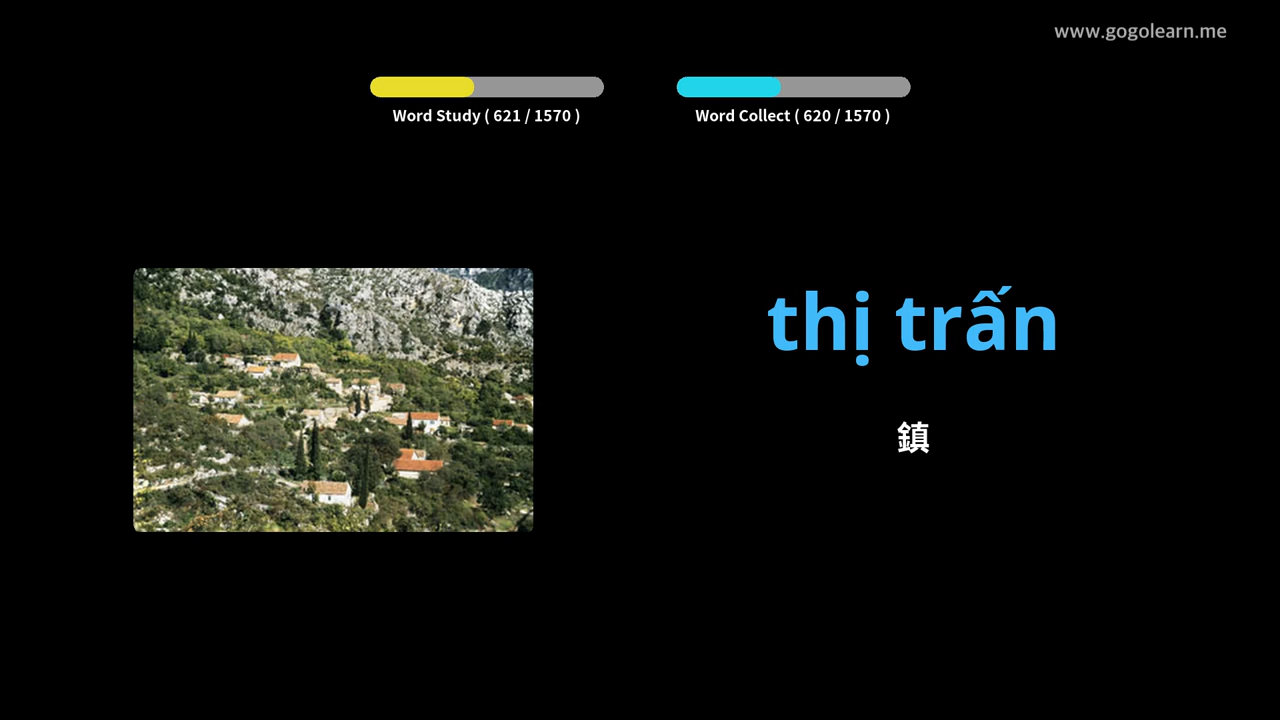 www.gogolearn.me
Word Study ( 621 / 1570 )
Word Collect ( 620 / 1570 )
thị trấn
鎮